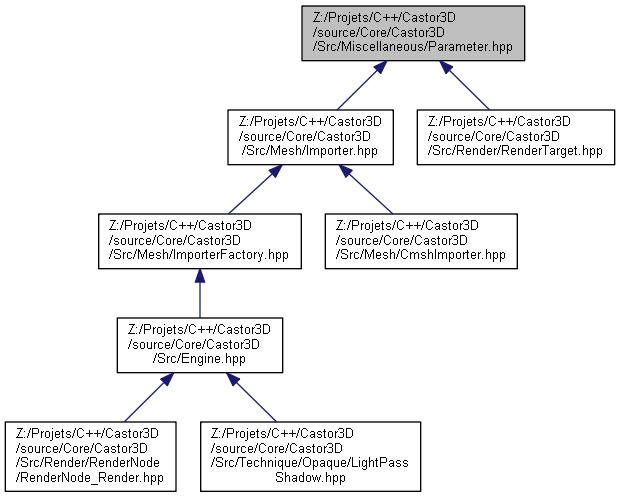 Z:/Projets/C++/Castor3D
/source/Core/Castor3D
/Src/Miscellaneous/Parameter.hpp
Z:/Projets/C++/Castor3D
/source/Core/Castor3D
/Src/Mesh/Importer.hpp
Z:/Projets/C++/Castor3D
/source/Core/Castor3D
/Src/Render/RenderTarget.hpp
Z:/Projets/C++/Castor3D
/source/Core/Castor3D
/Src/Mesh/ImporterFactory.hpp
Z:/Projets/C++/Castor3D
/source/Core/Castor3D
/Src/Mesh/CmshImporter.hpp
Z:/Projets/C++/Castor3D
/source/Core/Castor3D
/Src/Engine.hpp
Z:/Projets/C++/Castor3D
/source/Core/Castor3D
/Src/Render/RenderNode
/RenderNode_Render.hpp
Z:/Projets/C++/Castor3D
/source/Core/Castor3D
/Src/Technique/Opaque/LightPass
Shadow.hpp